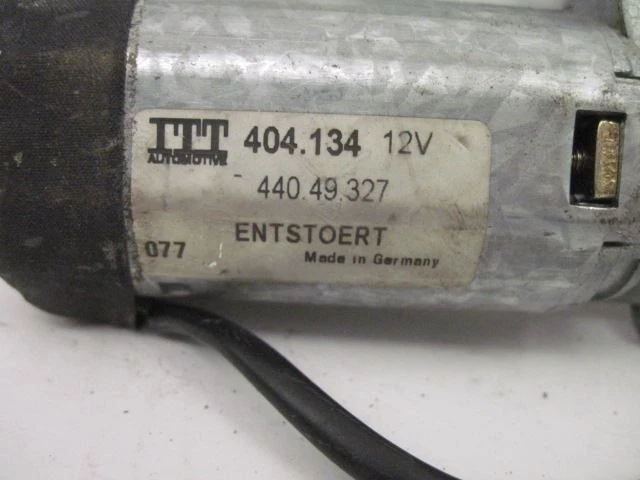 ITT 404.134 12V
AUTOMOTIVE
440.49.327
ENTSTOERT
077 Made in Germany